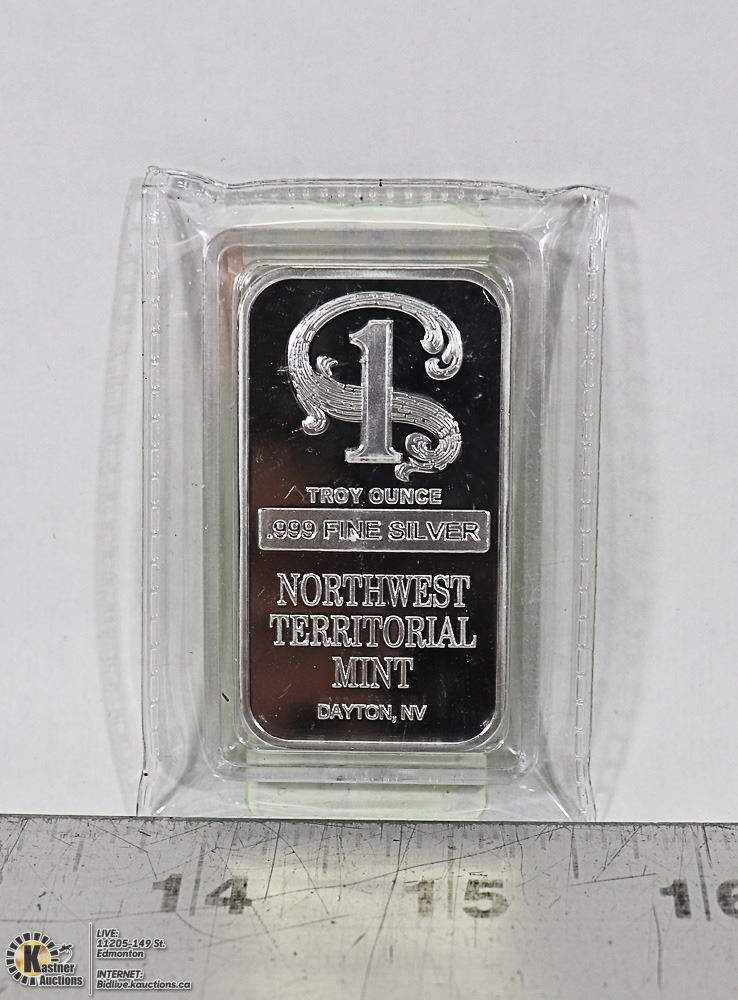 1
TROY OUNCE
.999 FINE SILVER
NORTHWEST
TERRITORIAL
MINT
DAYTON, NV
14 15 16
Kastner
Auctions
LIVE:
11205-149 St.
Edmonton
INTERNET:
Bidlive.kauctions.ca